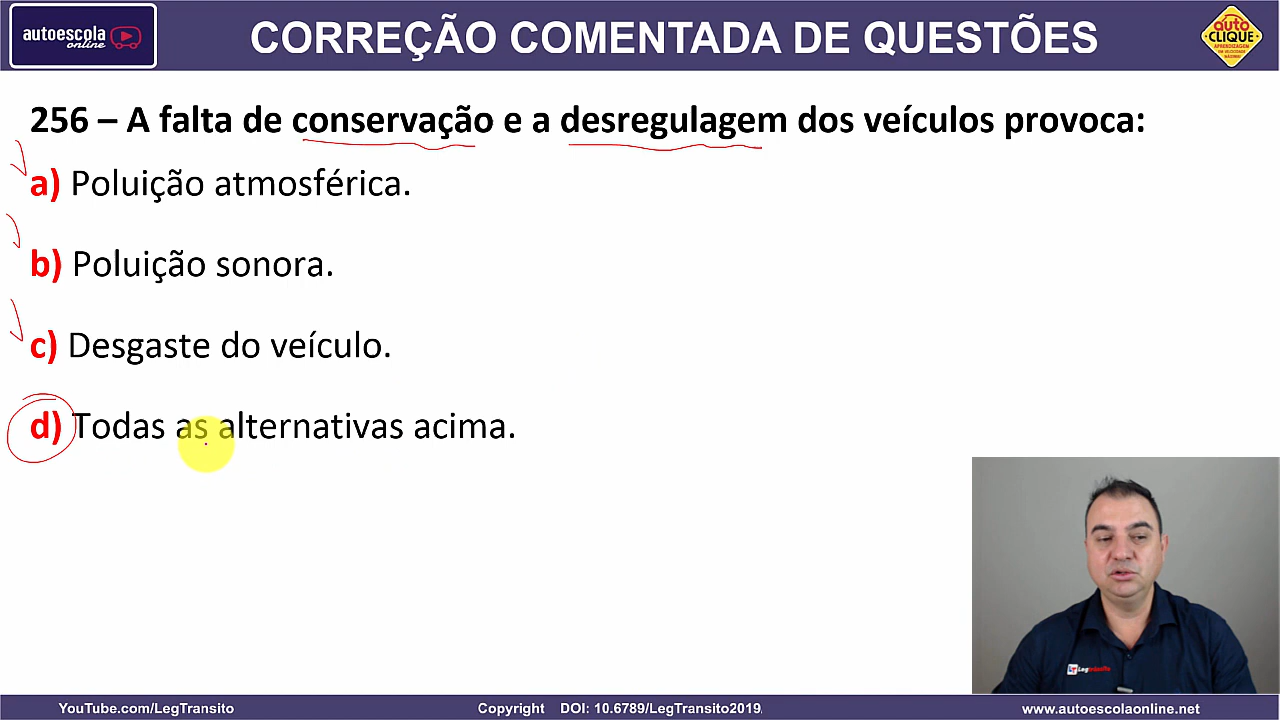 autoescola
online
CORREÇÃO COMENTADA DE QUESTÕES
auto
CLIQUE
APRENDIZAGEM
256 – A falta de conservação e a desregulagem dos veículos provoca:
a) Poluição atmosférica.
b) Poluição sonora.
c) Desgaste do veículo.
d) Todas as alternativas acima.
Legtrânsito
YouTube.com/LegTransito
Copyright DOI: 10.6789/LegTransito2019.
www.autoescolaonline.net